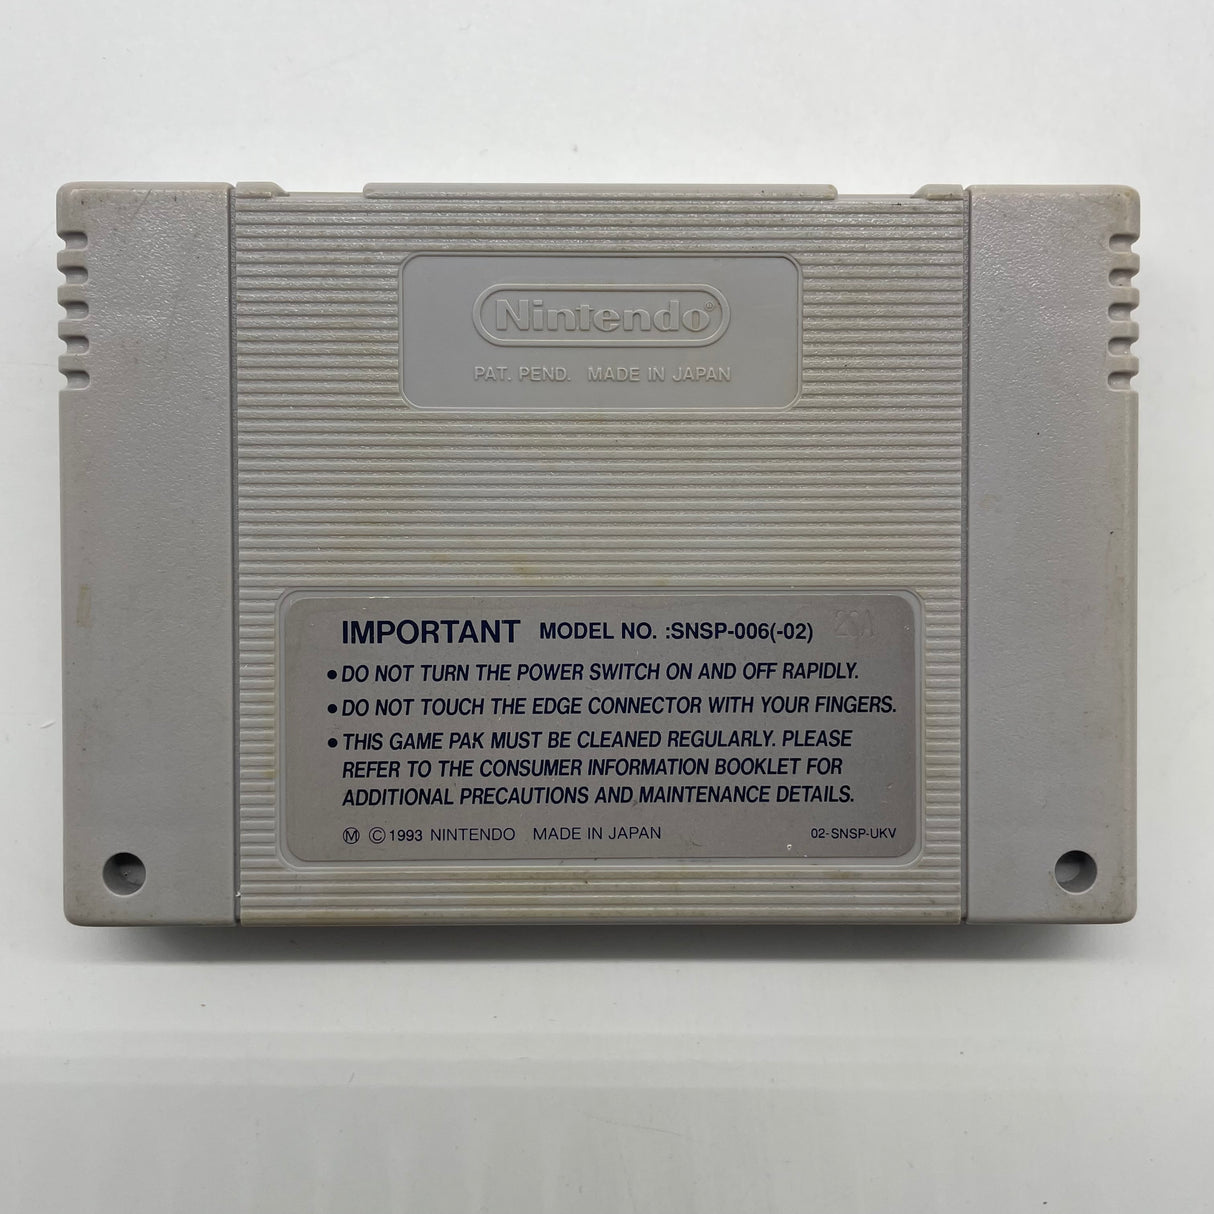 Nintendo®
PAT. PEND. MADE IN JAPAN
IMPORTANT MODEL NO. :SNSP-006(-02) 20A
•DO NOT TURN THE POWER SWITCH ON AND OFF RAPIDLY.
•DO NOT TOUCH THE EDGE CONNECTOR WITH YOUR FINGERS.
•THIS GAME PAK MUST BE CLEANED REGULARLY. PLEASE
REFER TO THE CONSUMER INFORMATION BOOKLET FOR
ADDITIONAL PRECAUTIONS AND MAINTENANCE DETAILS.
Ⓜ ©1993 NINTENDO MADE IN JAPAN 02-SNSP-UKV